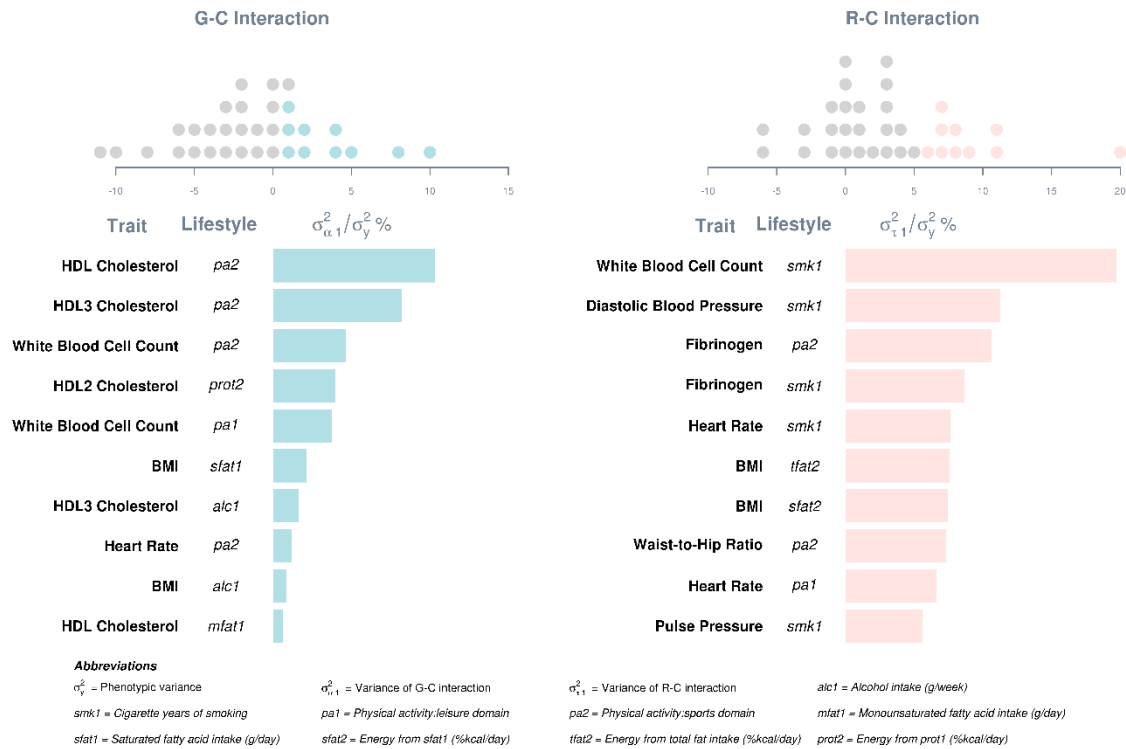 G-C Interaction
R-C Interaction
-10 -5 0 5 10 15
-10 -5 0 5 10 15 20
Trait Lifestyle σ²α1/σ²y %
Trait Lifestyle σ²τ1/σ²y %
HDL Cholesterol pa2
HDL3 Cholesterol pa2
White Blood Cell Count pa2
HDL2 Cholesterol prot2
White Blood Cell Count pa1
BMI sfat1
HDL3 Cholesterol alc1
Heart Rate pa2
BMI alc1
HDL Cholesterol mfat1
White Blood Cell Count smk1
Diastolic Blood Pressure smk1
Fibrinogen pa2
Fibrinogen smk1
Heart Rate smk1
BMI tfat2
BMI sfat2
Waist-to-Hip Ratio pa2
Heart Rate pa1
Pulse Pressure smk1
Abbreviations
σ²y = Phenotypic variance
σ²α1 = Variance of G-C interaction
σ²τ1 = Variance of R-C interaction
alc1 = Alcohol intake (g/week)
smk1 = Cigarette years of smoking
pa1 = Physical activity:leisure domain
pa2 = Physical activity:sports domain
mfat1 = Monounsaturated fatty acid intake (g/day)
sfat1 = Saturated fatty acid intake (g/day)
sfat2 = Energy from sfat1 (%kcal/day)
tfat2 = Energy from total fat intake (%kcal/day)
prot2 = Energy from prot1 (%kcal/day)